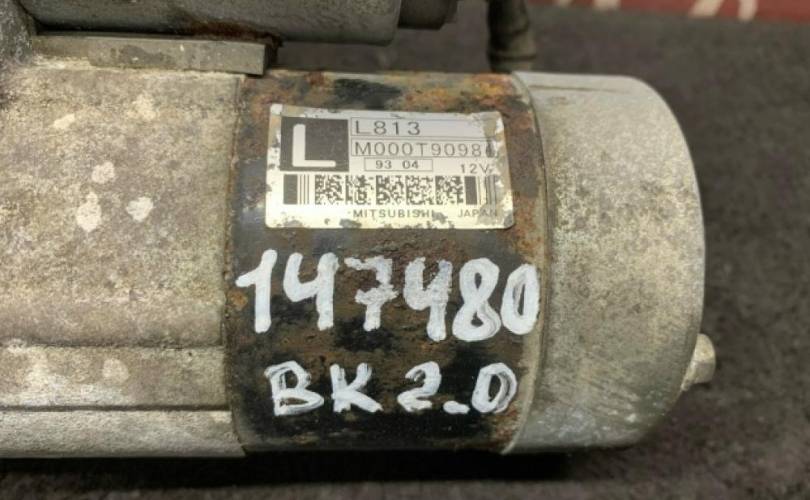 L L813
M000T9098
93 04 12V
MITSUBISHI JAPAN
147480
BK 2.0